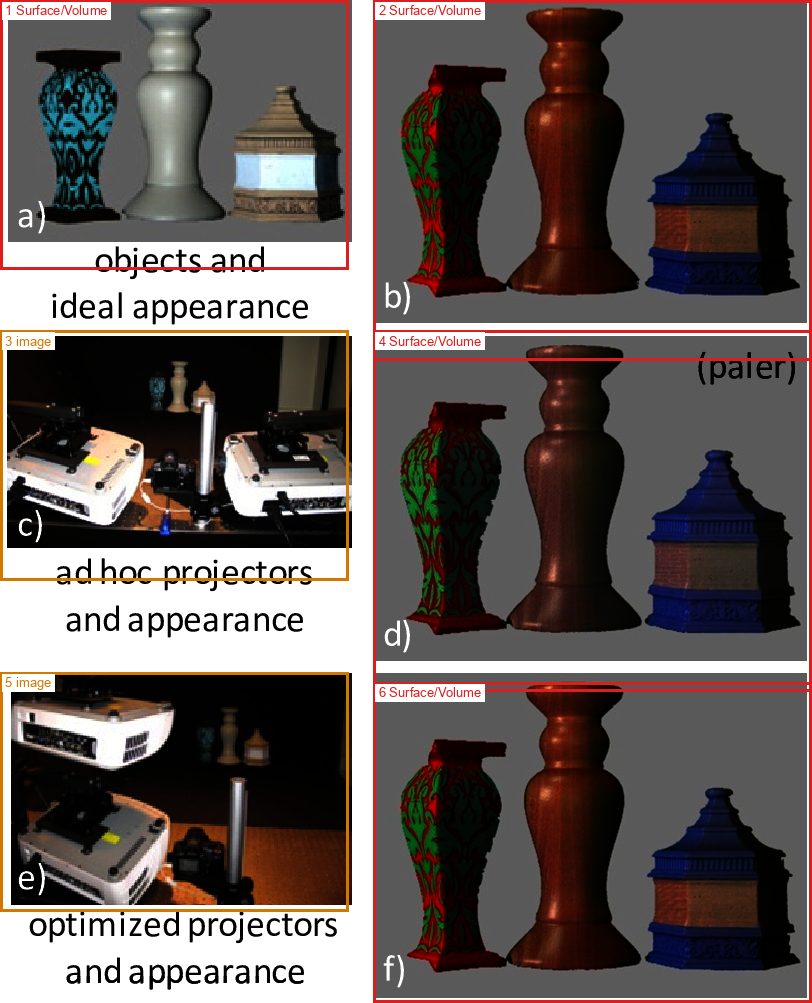 1 Surface/Volume
2 Surface/Volume
a)
objects and
ideal appearance
b)
3 image
4 Surface/Volume
(paler)
c)
ad hoc projectors
and appearance
d)
5 image
6 Surface/Volume
e)
optimized projectors
and appearance
f)